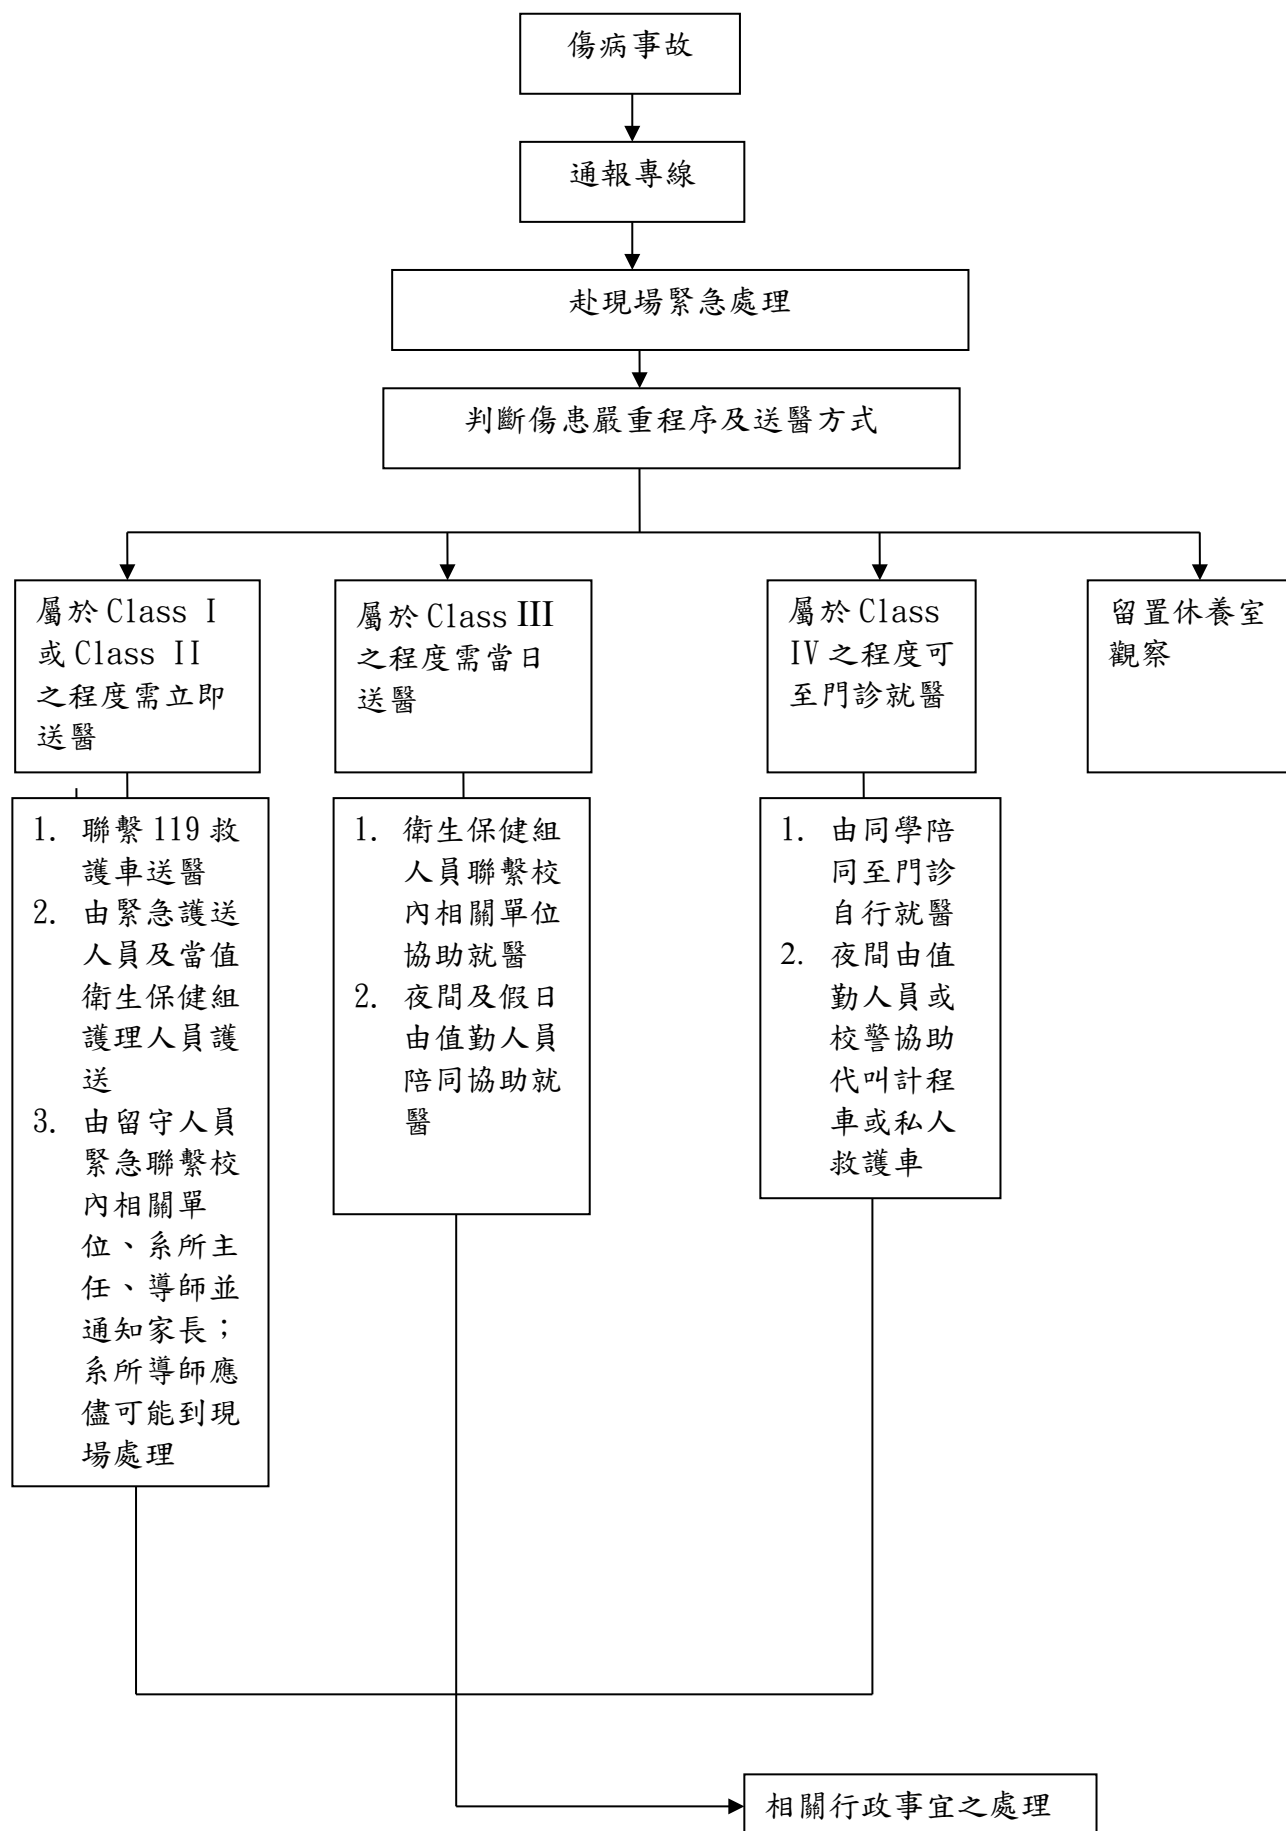 傷病事故
通報專線
赴現場緊急處理
判斷傷患嚴重程序及送醫方式
屬於Class I
或Class II
之程度需立即
送醫
屬於Class III
之程度需當日
送醫
屬於Class
IV之程度可
至門診就醫
留置休養室
觀察
1. 聯繫119救
護車送醫
2. 由緊急護送
人員及當值
衛生保健組
護理人員護
送
3. 由留守人員
緊急聯繫校
內相關單
位、系所主
任、導師並
通知家長；
系所導師應
儘可能到現
場處理
1. 衛生保健組
人員聯繫校
內相關單位
協助就醫
2. 夜間及假日
由值勤人員
陪同協助就
醫
1. 由同學陪
同至門診
自行就醫
2. 夜間由值
勤人員或
校警協助
代叫計程
車或私人
救護車
相關行政事宜之處理